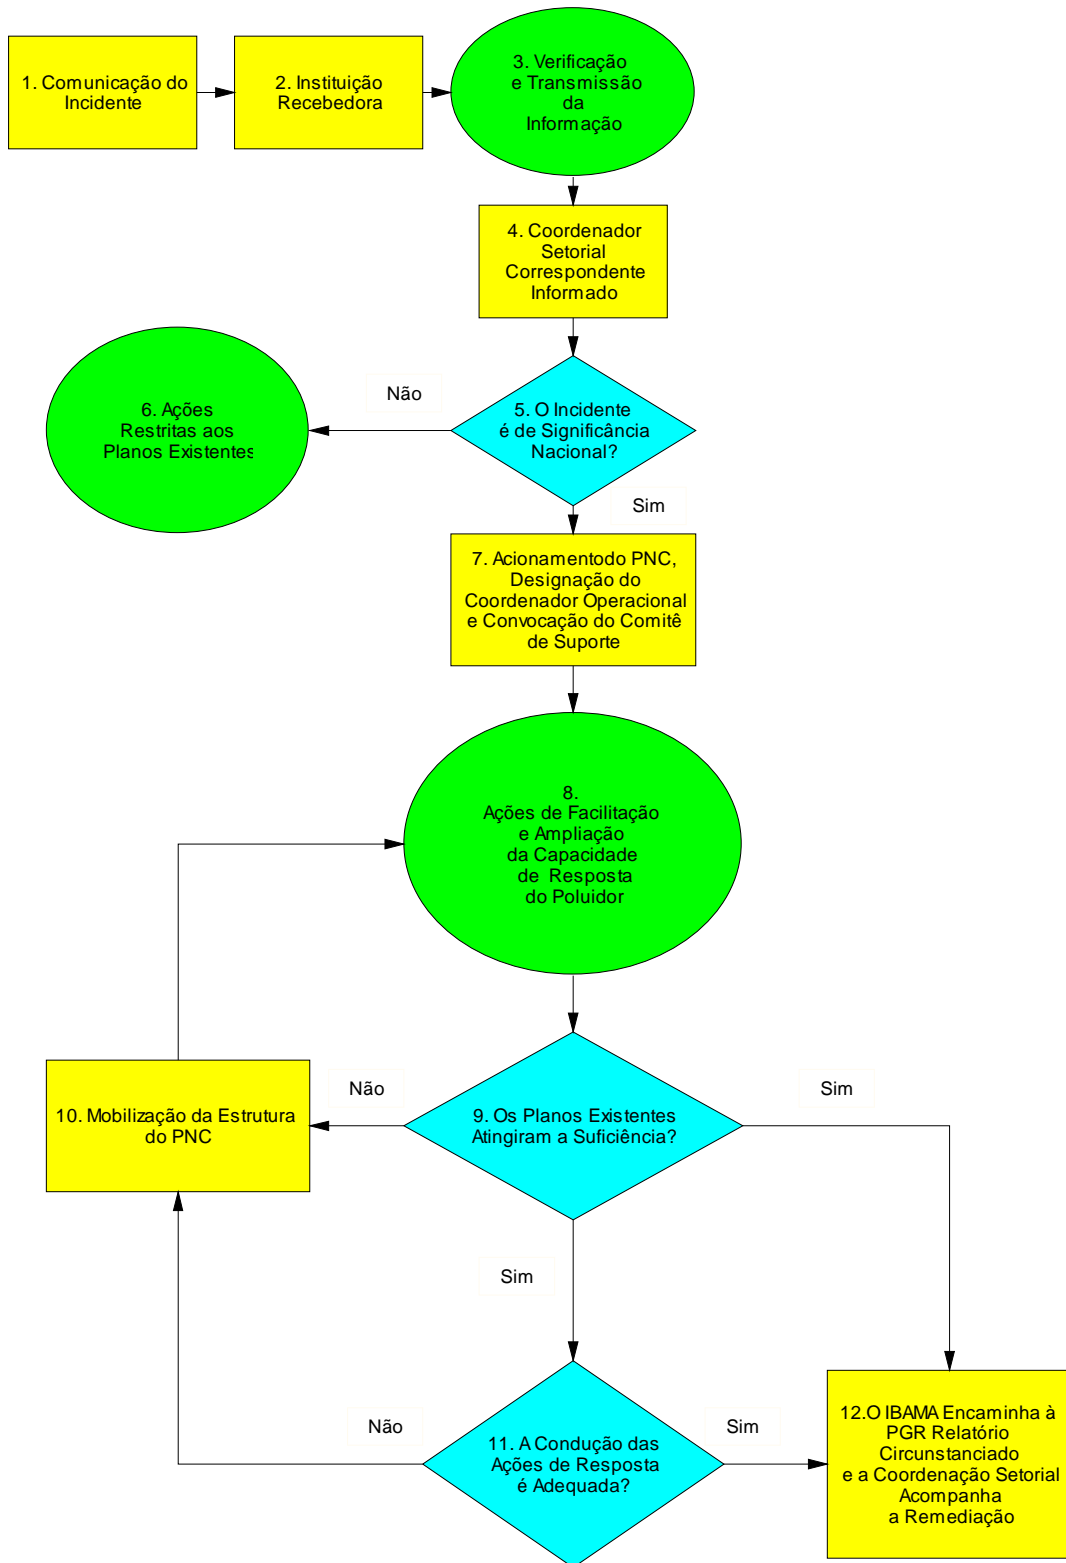 1. Comunicação do
Incidente
2. Instituição
Recebedora
3. Verificação
e Transmissão
da
Informação
4. Coordenador
Setorial
Correspondente
Informado
Não
5. O Incidente
é de Significância
Nacional?
6. Ações
Restritas aos
Planos Existentes
Sim
7. Acionamentodo PNC,
Designação do
Coordenador Operacional
e Convocação do Comitê
de Suporte
8.
Ações de Facilitação
e Ampliação
da Capacidade
de Resposta
do Poluidor
Não
Sim
9. Os Planos Existentes
Atingiram a Suficiência?
10. Mobilização da Estrutura
do PNC
Sim
Não
Sim
11. A Condução das
Ações de Resposta
é Adequada?
12.O IBAMA Encaminha à
PGR Relatório
Circunstanciado
e a Coordenação Setorial
Acompanha
a Remediação